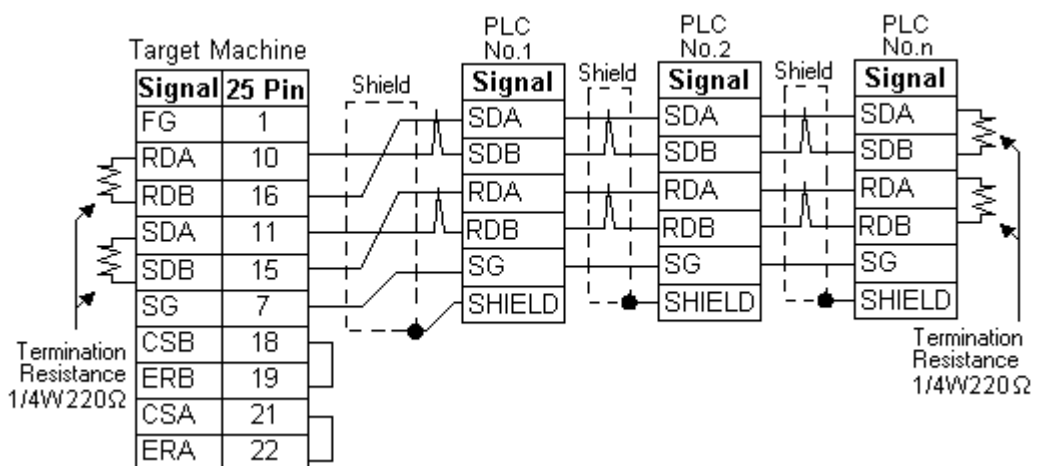 Target Machine
Signal 25 Pin
FG 1
RDA 10
RDB 16
SDA 11
SDB 15
SG 7
CSB 18
ERB 19
CSA 21
ERA 22
Termination
Resistance
1/4W220Ω
Shield
PLC
No.1
Signal
SDA
SDB
RDA
RDB
SG
SHIELD
Shield
PLC
No.2
Signal
SDA
SDB
RDA
RDB
SG
SHIELD
Shield
PLC
No.n
Signal
SDA
SDB
RDA
RDB
SG
SHIELD
Termination
Resistance
1/4W220Ω